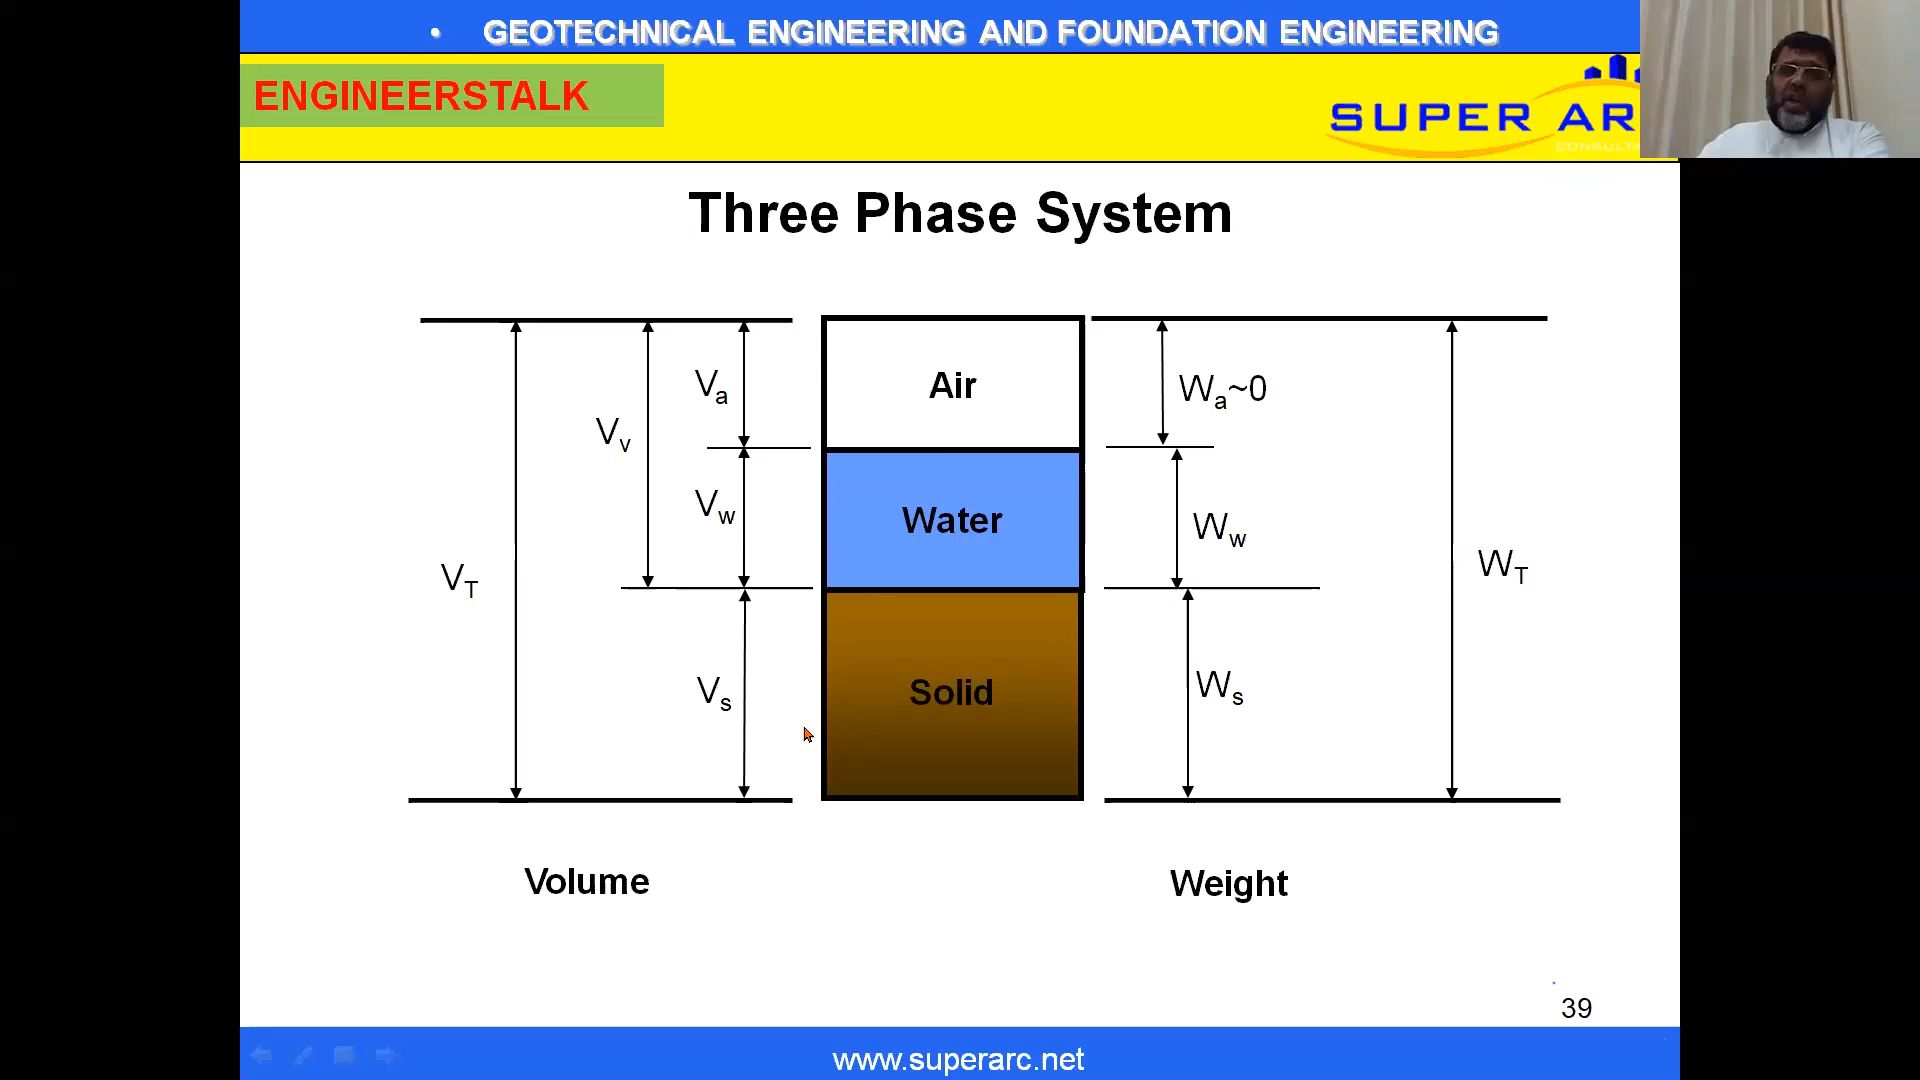 • GEOTECHNICAL ENGINEERING AND FOUNDATION ENGINEERING
ENGINEERSTALK
SUPER AR
CONSULTA
Three Phase System
Va
Vv
Vw
VT
Vs
Air
Water
Solid
Wa~0
Ww
WT
Ws
Volume
Weight
39
www.superarc.net